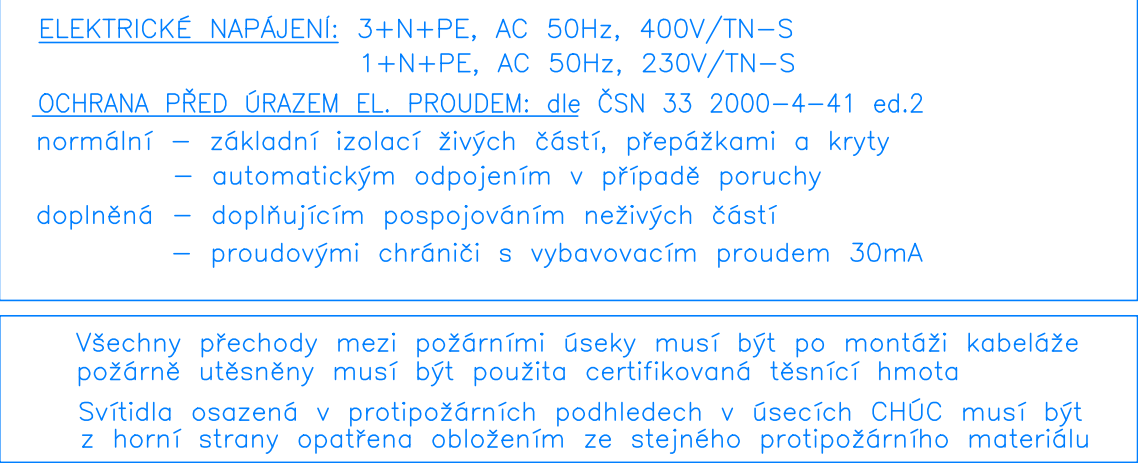 ELEKTRICKÉ NAPÁJENÍ: 3+N+PE, AC 50Hz, 400V/TN-S
1+N+PE, AC 50Hz, 230V/TN-S
OCHRANA PŘED ÚRAZEM EL. PROUDEM: dle ČSN 33 2000-4-41 ed.2
normální - základní izolací živých částí, přepážkami a kryty
- automatickým odpojením v případě poruchy
doplněná - doplňujícím pospojováním neživých částí
- proudovými chrániči s vybavovacím proudem 30mA
Všechny přechody mezi požárními úseky musí být po montáži kabeláže
požárně utěsněny musí být použita certifikovaná těsnící hmota
Svítidla osazená v protipožárních podhledech v úsecích CHÚC musí být
z horní strany opatřena obložením ze stejného protipožárního materiálu